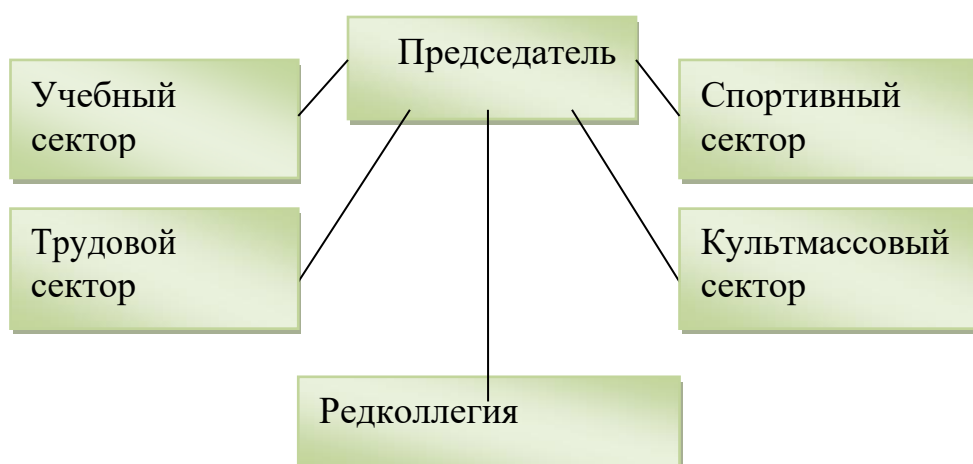 Председатель
Учебный
сектор
Спортивный
сектор
Трудовой
сектор
Культмассовый
сектор
Редколлегия